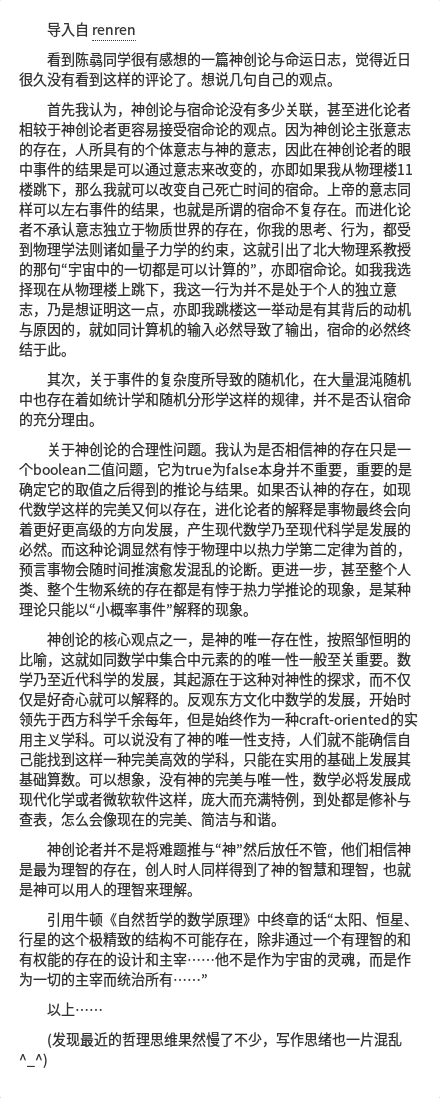 导入自 renren
看到陈骉同学很有感想的一篇神创论与命运日志，觉得近日
很久没有看到这样的评论了。想说几句自己的观点。
首先我认为，神创论与宿命论没有多少关联，甚至进化论者
相较于神创论者更容易接受宿命论的观点。因为神创论主张意志
的存在，人所具有的个体意志与神的意志，因此在神创论者的眼
中事件的结果是可以通过意志来改变的，亦即如果我从物理楼11
楼跳下，那么我就可以改变自己死亡时间的宿命。上帝的意志同
样可以左右事件的结果，也就是所谓的宿命不复存在。而进化论
者不承认意志独立于物质世界的存在，你我的思考、行为，都受
到物理学法则诸如量子力学的约束，这就引出了北大物理系教授
的那句“宇宙中的一切都是可以计算的”，亦即宿命论。如我我选
择现在从物理楼上跳下，我这一行为并不是处于个人的独立意
志，乃是想证明这一点，亦即我跳楼这一举动是有其背后的动机
与原因的，就如同计算机的输入必然导致了输出，宿命的必然终
结于此。
其次，关于事件的复杂度所导致的随机化，在大量混沌随机
中也存在着如统计学和随机分形学这样的规律，并不是否认宿命
的充分理由。
关于神创论的合理性问题。我认为是否相信神的存在只是一
个boolean二值问题，它为true为false本身并不重要，重要的是
确定它的取值之后得到的推论与结果。如果否认神的存在，如现
代数学这样的完美又何以存在，进化论者的解释是事物最终会向
着更好更高级的方向发展，产生现代数学乃至现代科学是发展的
必然。而这种论调显然有悖于物理中以热力学第二定律为首的，
预言事物会随时间推演愈发混乱的论断。更进一步，甚至整个人
类、整个生物系统的存在都是有悖于热力学推论的现象，是某种
理论只能以“小概率事件”解释的现象。
神创论的核心观点之一，是神的唯一存在性，按照邹恒明的
比喻，这就如同数学中集合中元素的的唯一性一般至关重要。数
学乃至近代科学的发展，其起源在于这种对神性的探求，而不仅
仅是好奇心就可以解释的。反观东方文化中数学的发展，开始时
领先于西方科学千余每年，但是始终作为一种craft-oriented的实
用主义学科。可以说没有了神的唯一性支持，人们就不能确信自
己能找到这样一种完美高效的学科，只能在实用的基础上发展其
基础算数。可以想象，没有神的完美与唯一性，数学必将发展成
现代化学或者微软软件这样，庞大而充满特例，到处都是修补与
查表，怎么会像现在的完美、简洁与和谐。
神创论者并不是将难题推与“神”然后放任不管，他们相信神
是最为理智的存在，创人时人同样得到了神的智慧和理智，也就
是神可以用人的理智来理解。
引用牛顿《自然哲学的数学原理》中终章的话“太阳、恒星、
行星的这个极精致的结构不可能存在，除非通过一个有理智的和
有权能的存在的设计和主宰……他不是作为宇宙的灵魂，而是作
为一切的主宰而统治所有……”
以上……
(发现最近的哲理思维果然慢了不少，写作思绪也一片混乱
^_^)